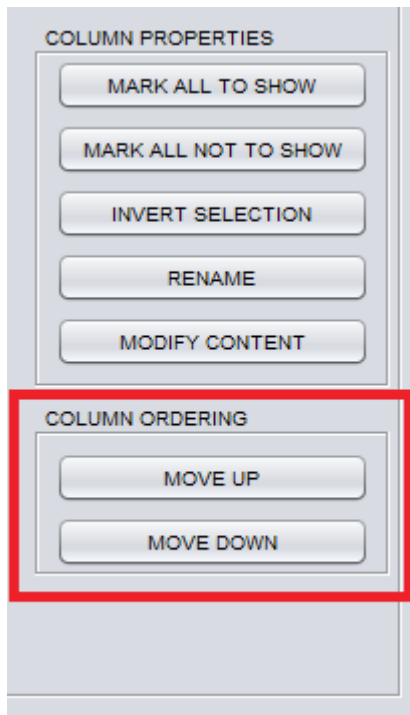 COLUMN PROPERTIES
MARK ALL TO SHOW
MARK ALL NOT TO SHOW
INVERT SELECTION
RENAME
MODIFY CONTENT
COLUMN ORDERING
MOVE UP
MOVE DOWN